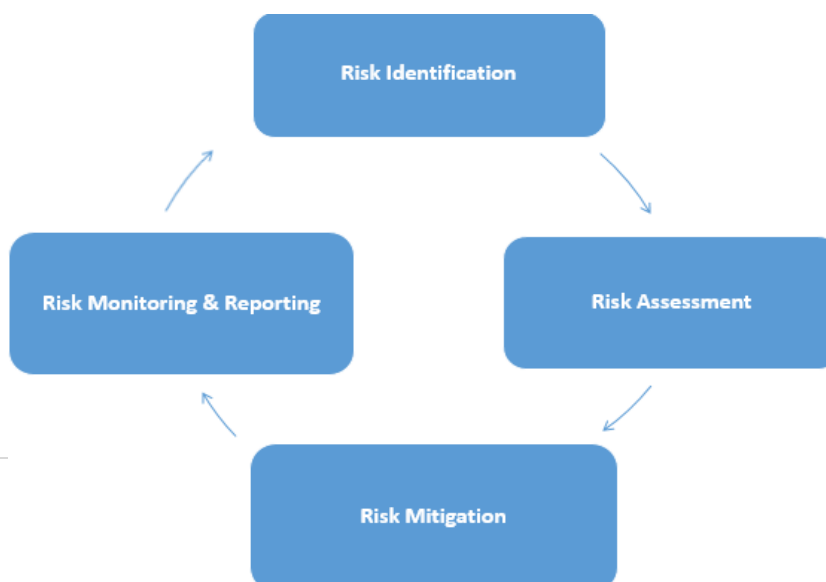 Risk Identification
Risk Assessment
Risk Mitigation
Risk Monitoring & Reporting